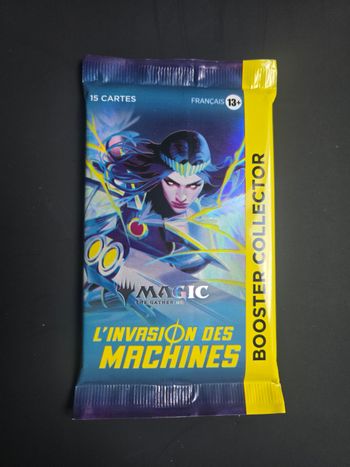 15 CARTES
FRANÇAIS 13+
MAGIC
THE GATHERING
L'INVASION DES
MACHINES
BOOSTER COLLECTOR